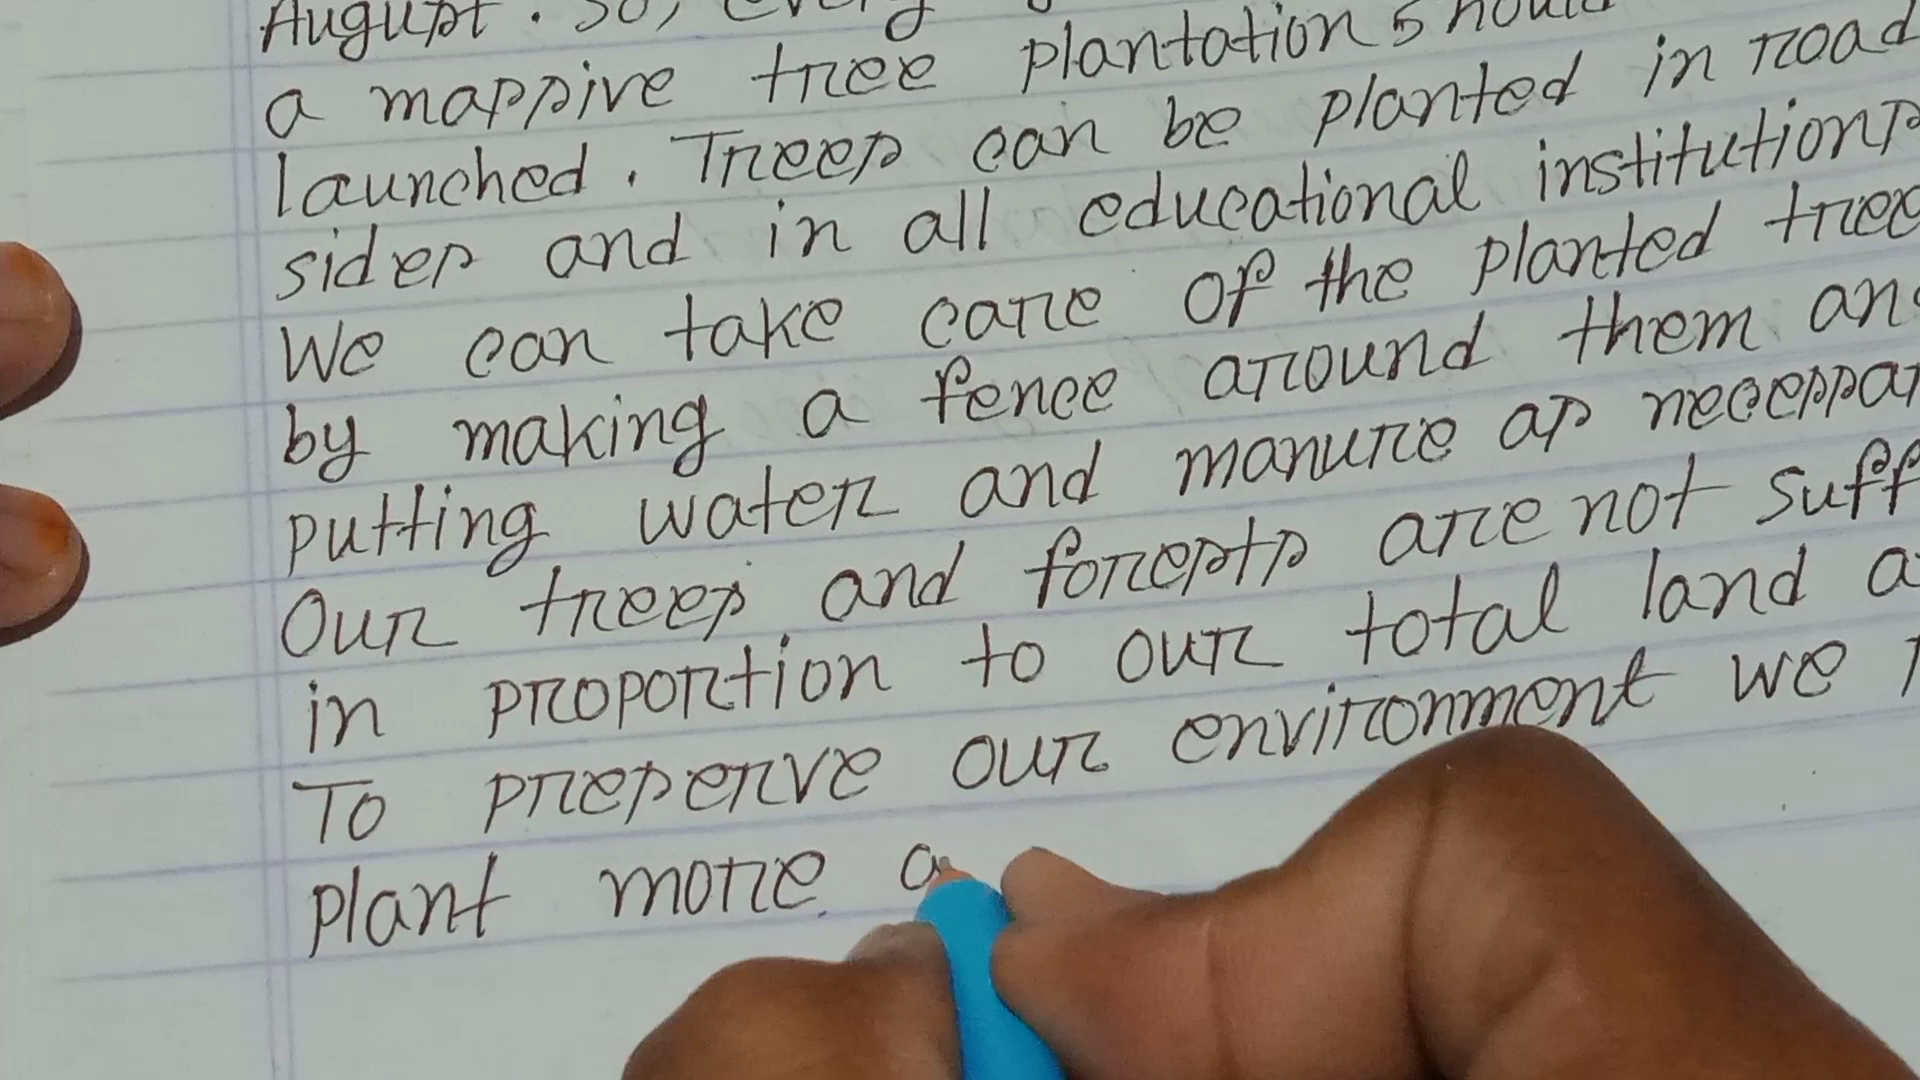 August. So, every
a massive tree plantation should
launched. Trees can be planted in road
sides and in all educational institutions
We can take care of the planted tree
by making a fence around them an
putting water and manure as necessar
Our trees and forests are not suff
in proportion to our total land a
To preserve our environment we
plant more a